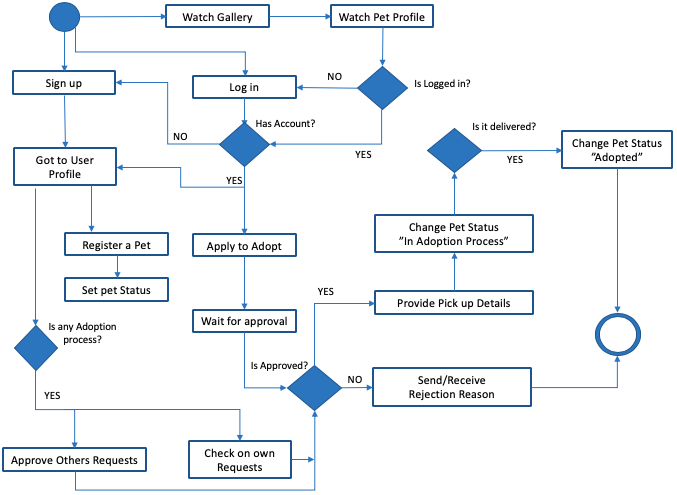 Watch Gallery
Watch Pet Profile
NO
Is Logged in?
Sign up
Log in
Has Account?
NO
YES
Is it delivered?
YES
Change Pet Status
”Adopted”
Got to User
Profile
YES
Register a Pet
Apply to Adopt
Change Pet Status
”In Adoption Process”
Set pet Status
YES
Provide Pick up Details
Wait for approval
Is any Adoption
process?
Is Approved?
NO
Send/Receive
Rejection Reason
YES
Approve Others Requests
Check on own
Requests